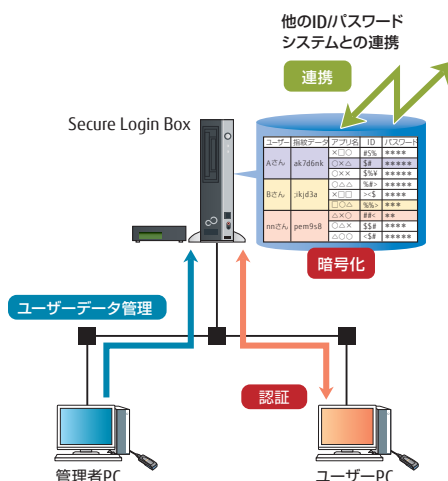 他のID/パスワード
システムとの連携
連携
Secure Login Box
ユーザー 指紋データ アプリ名 ID パスワード
×□○ #S% ****
Aさん ak7d6nk ○×△ $# *****
○×× $%¥ *****
○△△ %#> *****
Bさん ;ikjd3a ×□□ ><$ ****
□○△ %%> ***
△×○ ##< **
nnさん pem9s8 ○△× $$# ****
△○○ <$# *****
暗号化
ユーザーデータ管理
認証
管理者PC
ユーザーPC